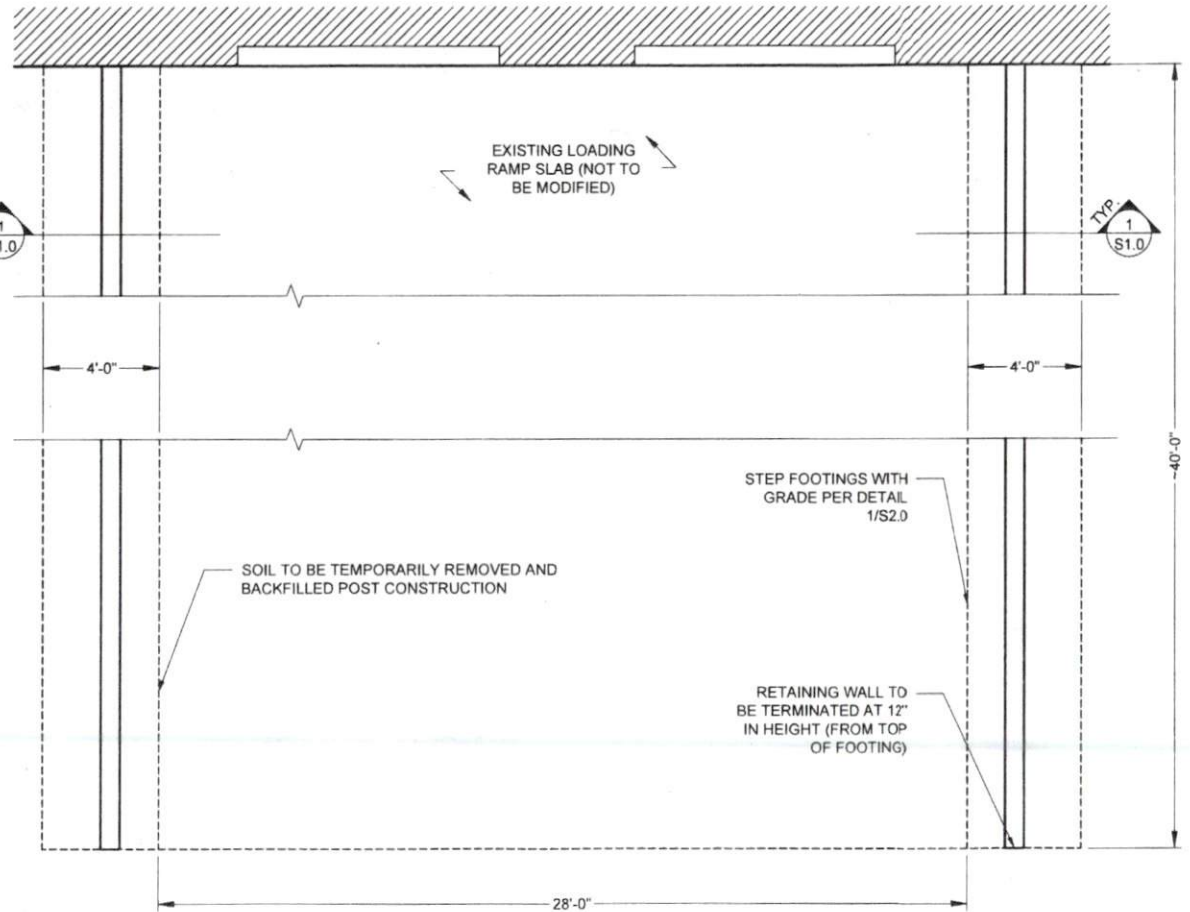 EXISTING LOADING
RAMP SLAB (NOT TO
BE MODIFIED)
1
1.0
TYP.
1
S1.0
4'-0"
4'-0"
40'-0"
STEP FOOTINGS WITH
GRADE PER DETAIL
1/S2.0
SOIL TO BE TEMPORARILY REMOVED AND
BACKFILLED POST CONSTRUCTION
RETAINING WALL TO
BE TERMINATED AT 12"
IN HEIGHT (FROM TOP
OF FOOTING)
28'-0"